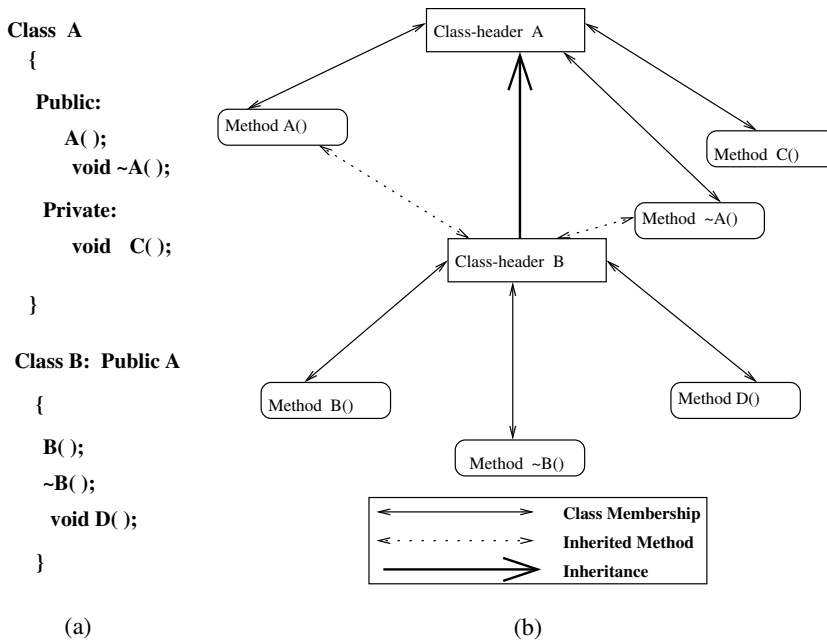 Class A
{
Public:
A( );
void ~A( );
Private:
void C( );
}
Class B: Public A
{
B( );
~B( );
void D( );
}
(a)
Class-header A
Method A()
Method C()
Method ~A()
Class-header B
Method B()
Method D()
Method ~B()
Class Membership
Inherited Method
Inheritance
(b)